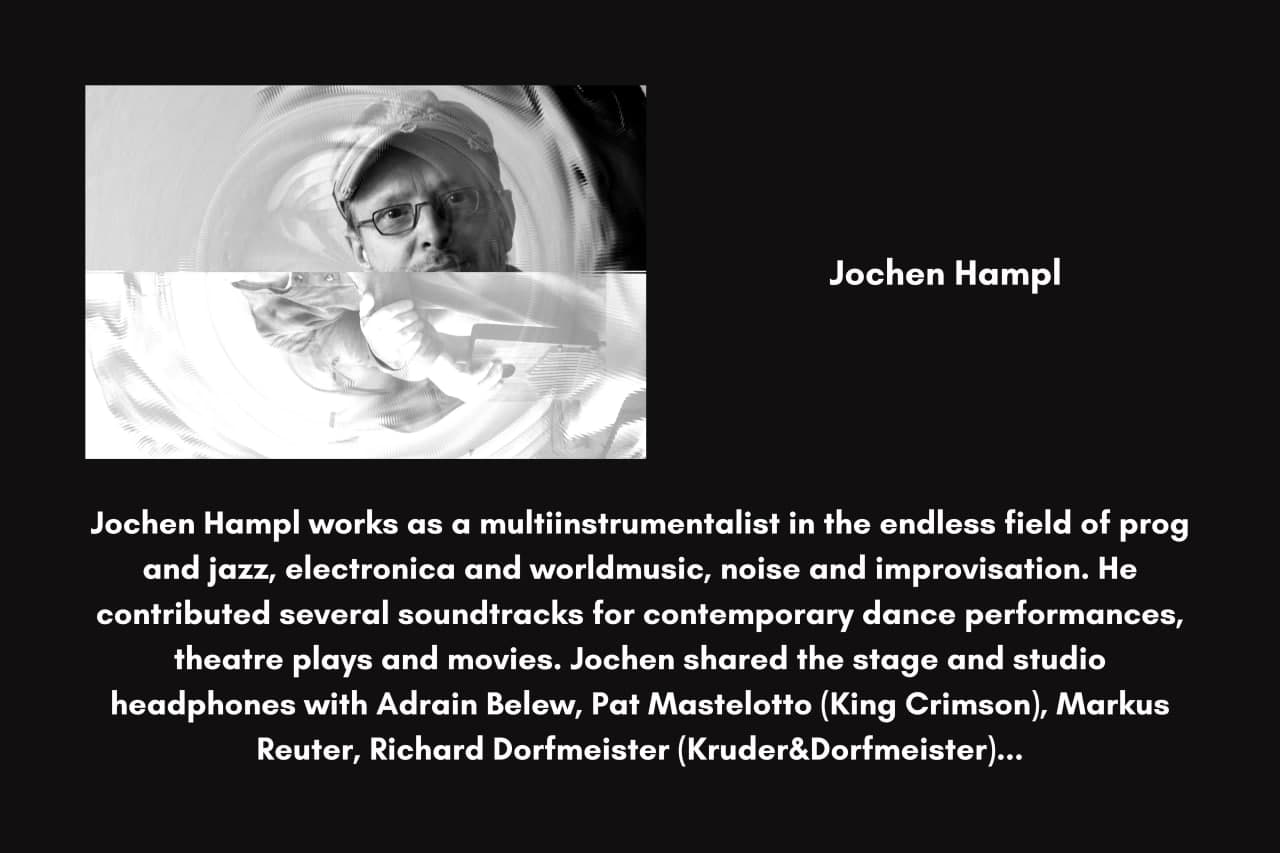 Jochen Hampl
Jochen Hampl works as a multiinstrumentalist in the endless field of prog
and jazz, electronica and worldmusic, noise and improvisation. He
contributed several soundtracks for contemporary dance performances,
theatre plays and movies. Jochen shared the stage and studio
headphones with Adrain Belew, Pat Mastelotto (King Crimson), Markus
Reuter, Richard Dorfmeister (Kruder&Dorfmeister)...